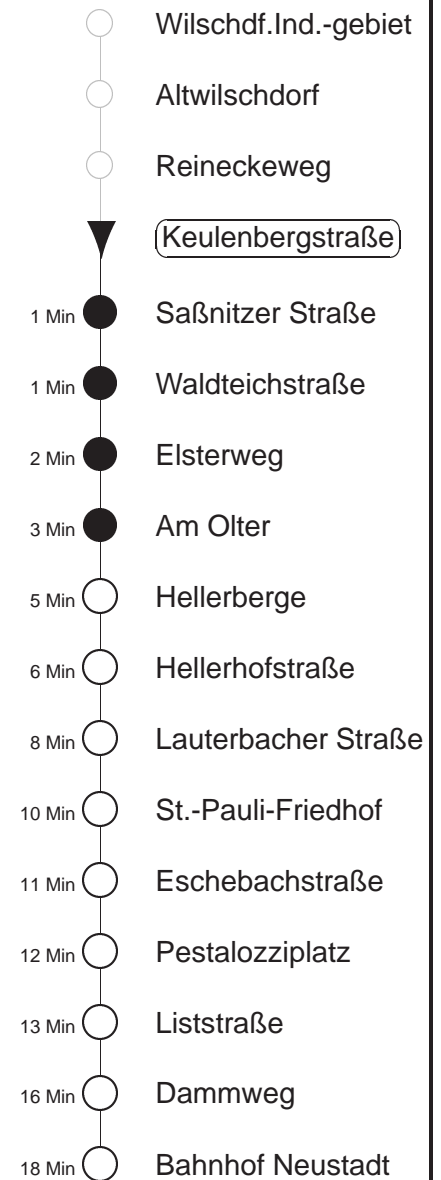 Wilschdf.Ind.-gebiet
Altwilschdorf
Reineckeweg
Keulenbergstraße
1 Min Saßnitzer Straße
1 Min Waldteichstraße
2 Min Elsterweg
3 Min Am Olter
5 Min Hellerberge
6 Min Hellerhofstraße
8 Min Lauterbacher Straße
10 Min St.-Pauli-Friedhof
11 Min Eschebachstraße
12 Min Pestalozziplatz
13 Min Liststraße
16 Min Dammweg
18 Min Bahnhof Neustadt